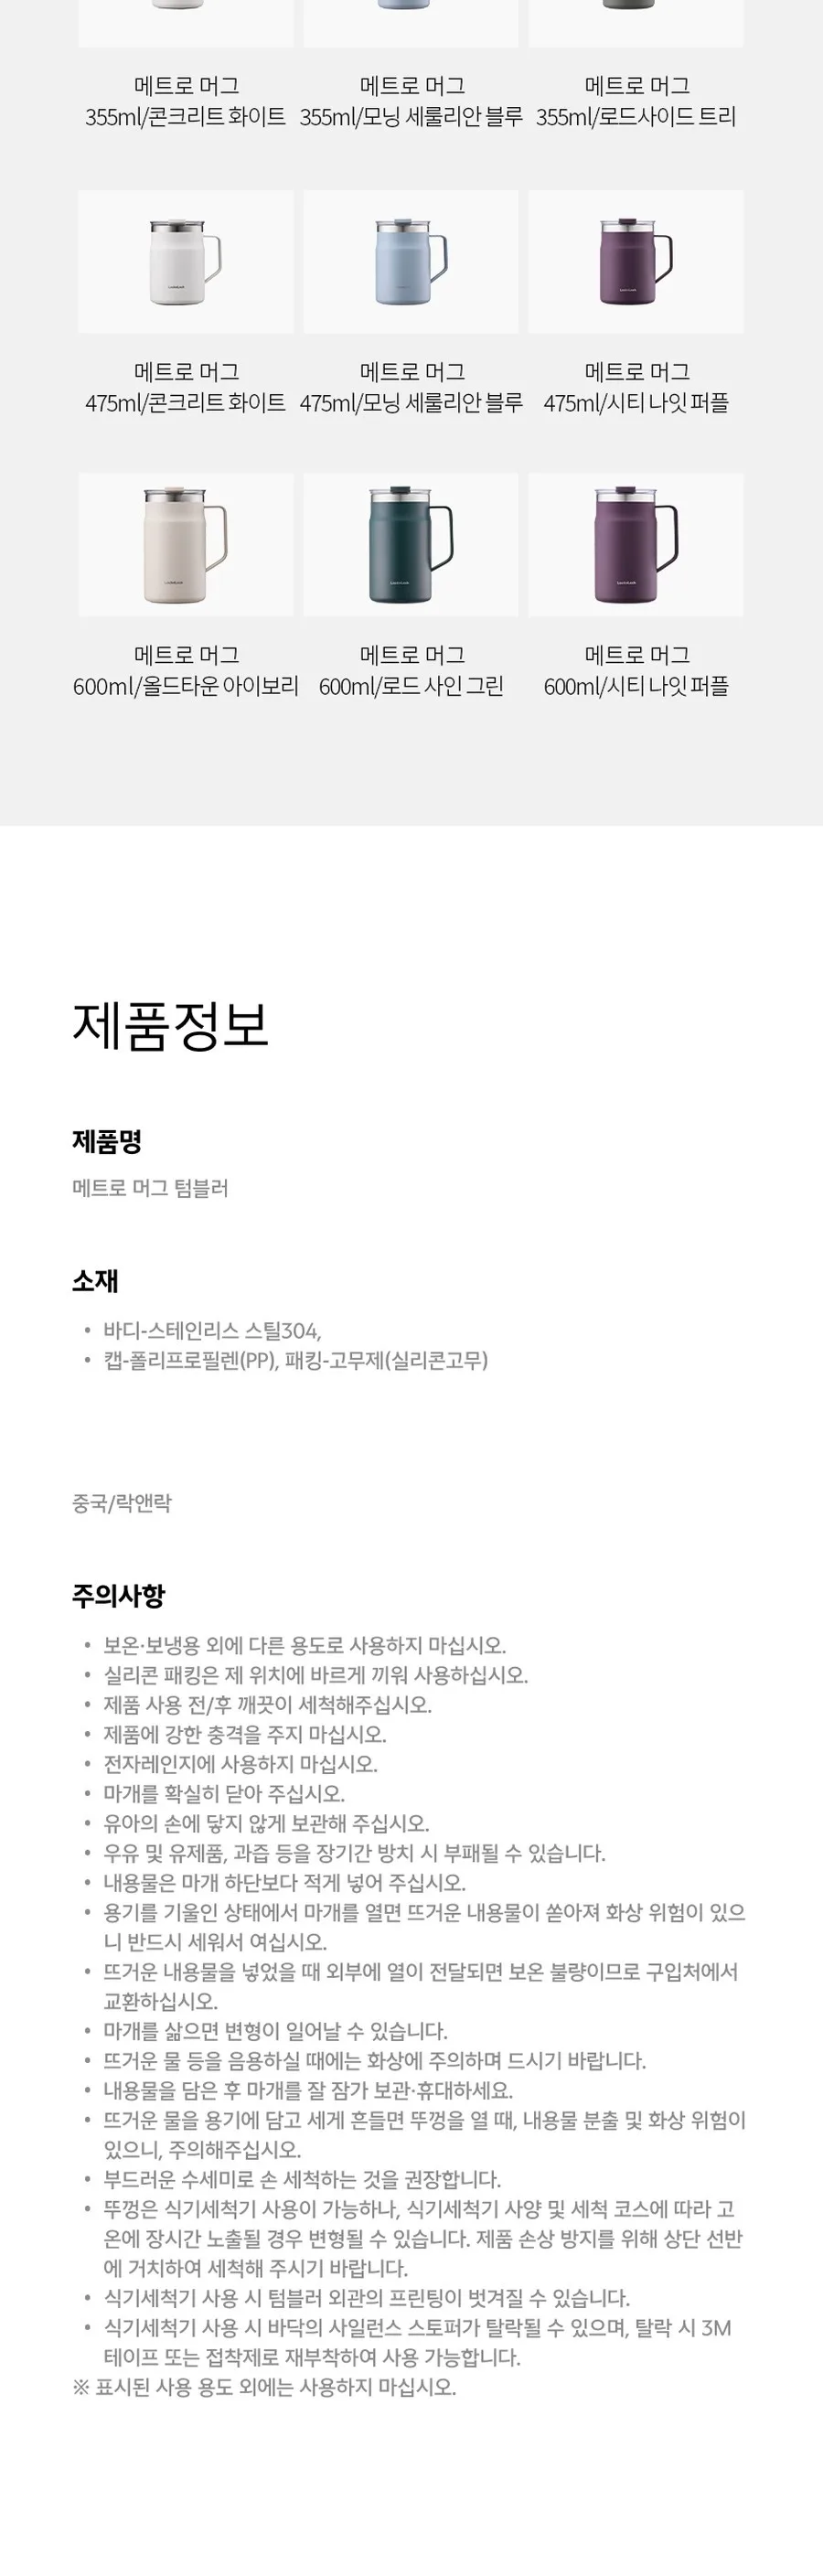 메트로 머그 메트로 머그 메트로 머그
355ml/콘크리트 화이트 355ml/모닝 세룰리안 블루 355ml/로드사이드 트리
메트로 머그 메트로 머그 메트로 머그
475ml/콘크리트 화이트 475ml/모닝 세룰리안 블루 475ml/시티 나잇 퍼플
메트로 머그 메트로 머그 메트로 머그
600ml/올드타운 아이보리 600ml/로드 사인 그린 600ml/시티 나잇 퍼플
제품정보
제품명
메트로 머그 텀블러
소재
• 바디-스테인리스 스틸304,
• 캡-폴리프로필렌(PP), 패킹-고무제(실리콘고무)
중국/락앤락
주의사항
• 보온·보냉용 외에 다른 용도로 사용하지 마십시오.
• 실리콘 패킹은 제 위치에 바르게 끼워 사용하십시오.
• 제품 사용 전/후 깨끗이 세척해주십시오.
• 제품에 강한 충격을 주지 마십시오.
• 전자레인지에 사용하지 마십시오.
• 마개를 확실히 닫아 주십시오.
• 유아의 손에 닿지 않게 보관해 주십시오.
• 우유 및 유제품, 과즙 등을 장기간 방치 시 부패될 수 있습니다.
• 내용물은 마개 하단보다 적게 넣어 주십시오.
• 용기를 기울인 상태에서 마개를 열면 뜨거운 내용물이 쏟아져 화상 위험이 있으
니 반드시 세워서 여십시오.
• 뜨거운 내용물을 넣었을 때 외부에 열이 전달되면 보온 불량이므로 구입처에서
교환하십시오.
• 마개를 삶으면 변형이 일어날 수 있습니다.
• 뜨거운 물 등을 음용하실 때에는 화상에 주의하며 드시기 바랍니다.
• 내용물을 담은 후 마개를 잘 잠가 보관·휴대하세요.
• 뜨거운 물을 용기에 담고 세게 흔들면 뚜껑을 열 때, 내용물 분출 및 화상 위험이
있으니, 주의해주십시오.
• 부드러운 수세미로 손 세척하는 것을 권장합니다.
• 뚜껑은 식기세척기 사용이 가능하나, 식기세척기 사양 및 세척 코스에 따라 고
온에 장시간 노출될 경우 변형될 수 있습니다. 제품 손상 방지를 위해 상단 선반
에 거치하여 세척해 주시기 바랍니다.
• 식기세척기 사용 시 텀블러 외관의 프린팅이 벗겨질 수 있습니다.
• 식기세척기 사용 시 바닥의 사일런스 스토퍼가 탈락될 수 있으며, 탈락 시 3M
테이프 또는 접착제로 재부착하여 사용 가능합니다.
※ 표시된 사용 용도 외에는 사용하지 마십시오.